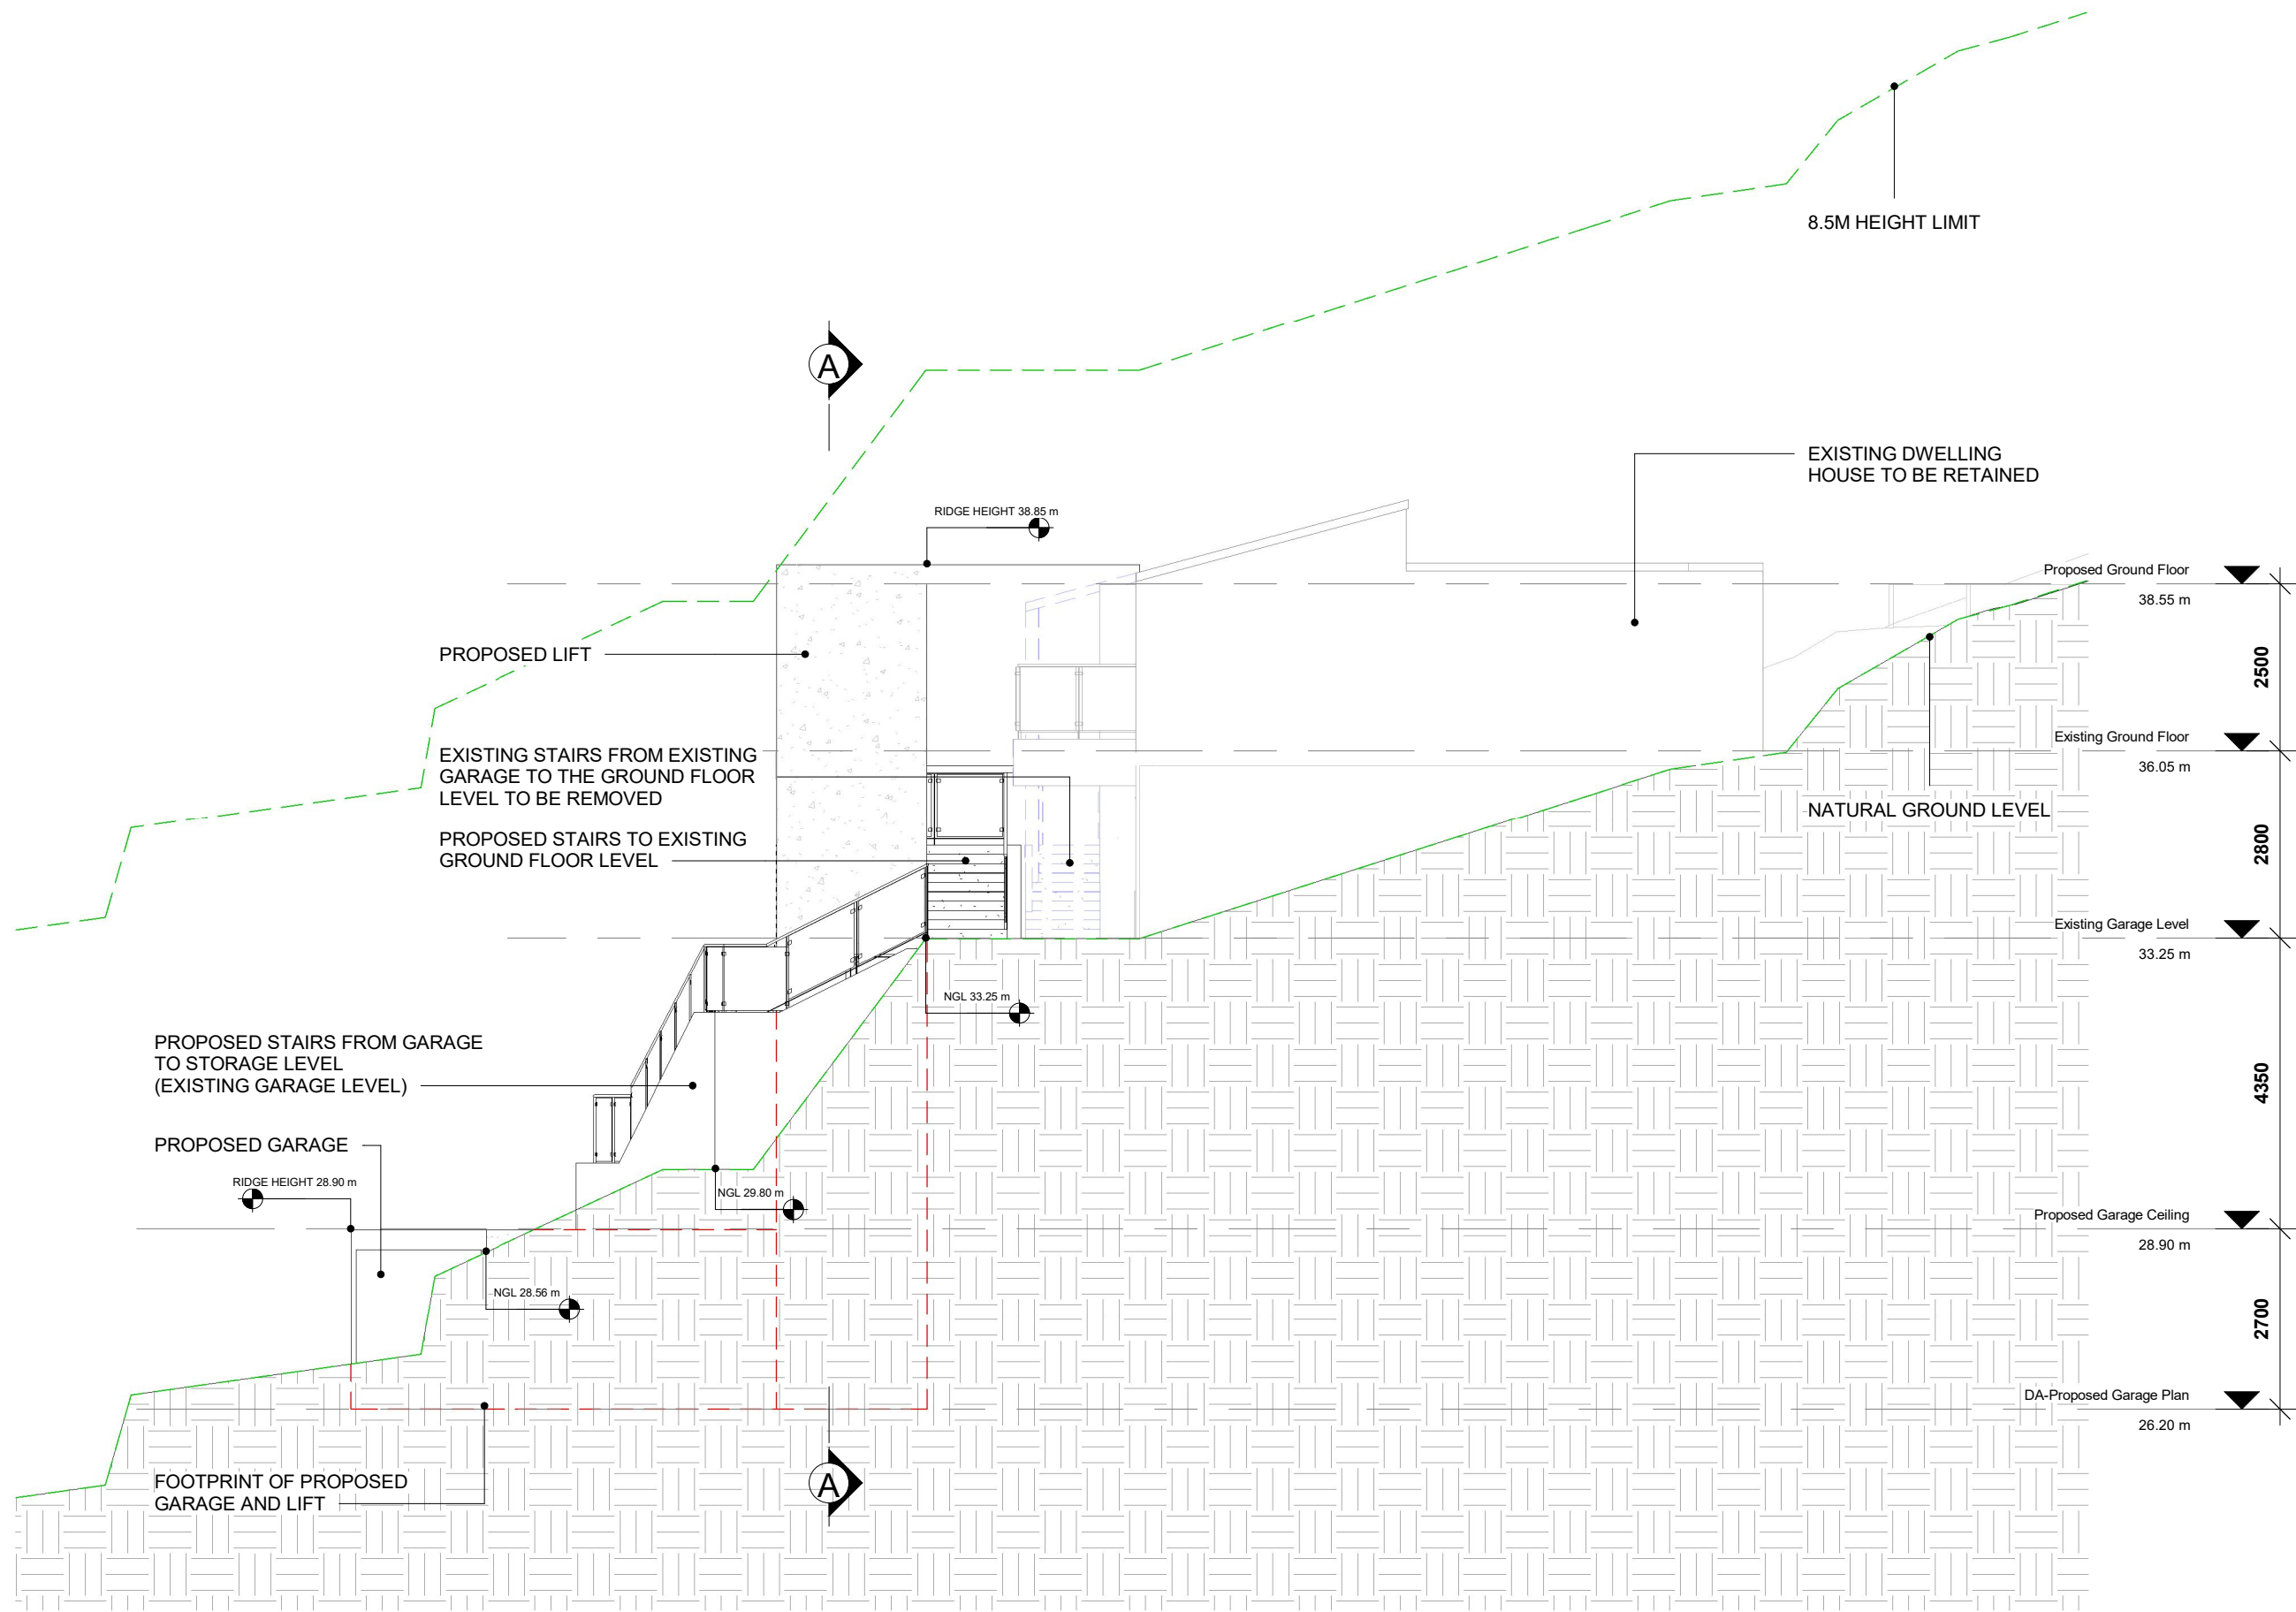 8.5M HEIGHT LIMIT
A
EXISTING DWELLING
HOUSE TO BE RETAINED
RIDGE HEIGHT 38.85 m
Proposed Ground Floor
38.55 m
PROPOSED LIFT
2500
EXISTING STAIRS FROM EXISTING
GARAGE TO THE GROUND FLOOR
LEVEL TO BE REMOVED
Existing Ground Floor
36.05 m
NATURAL GROUND LEVEL
PROPOSED STAIRS TO EXISTING
GROUND FLOOR LEVEL
2800
Existing Garage Level
33.25 m
NGL 33.25 m
PROPOSED STAIRS FROM GARAGE
TO STORAGE LEVEL
(EXISTING GARAGE LEVEL)
4350
PROPOSED GARAGE
RIDGE HEIGHT 28.90 m
NGL 29.80 m
Proposed Garage Ceiling
28.90 m
NGL 28.56 m
2700
DA-Proposed Garage Plan
26.20 m
FOOTPRINT OF PROPOSED
GARAGE AND LIFT
A